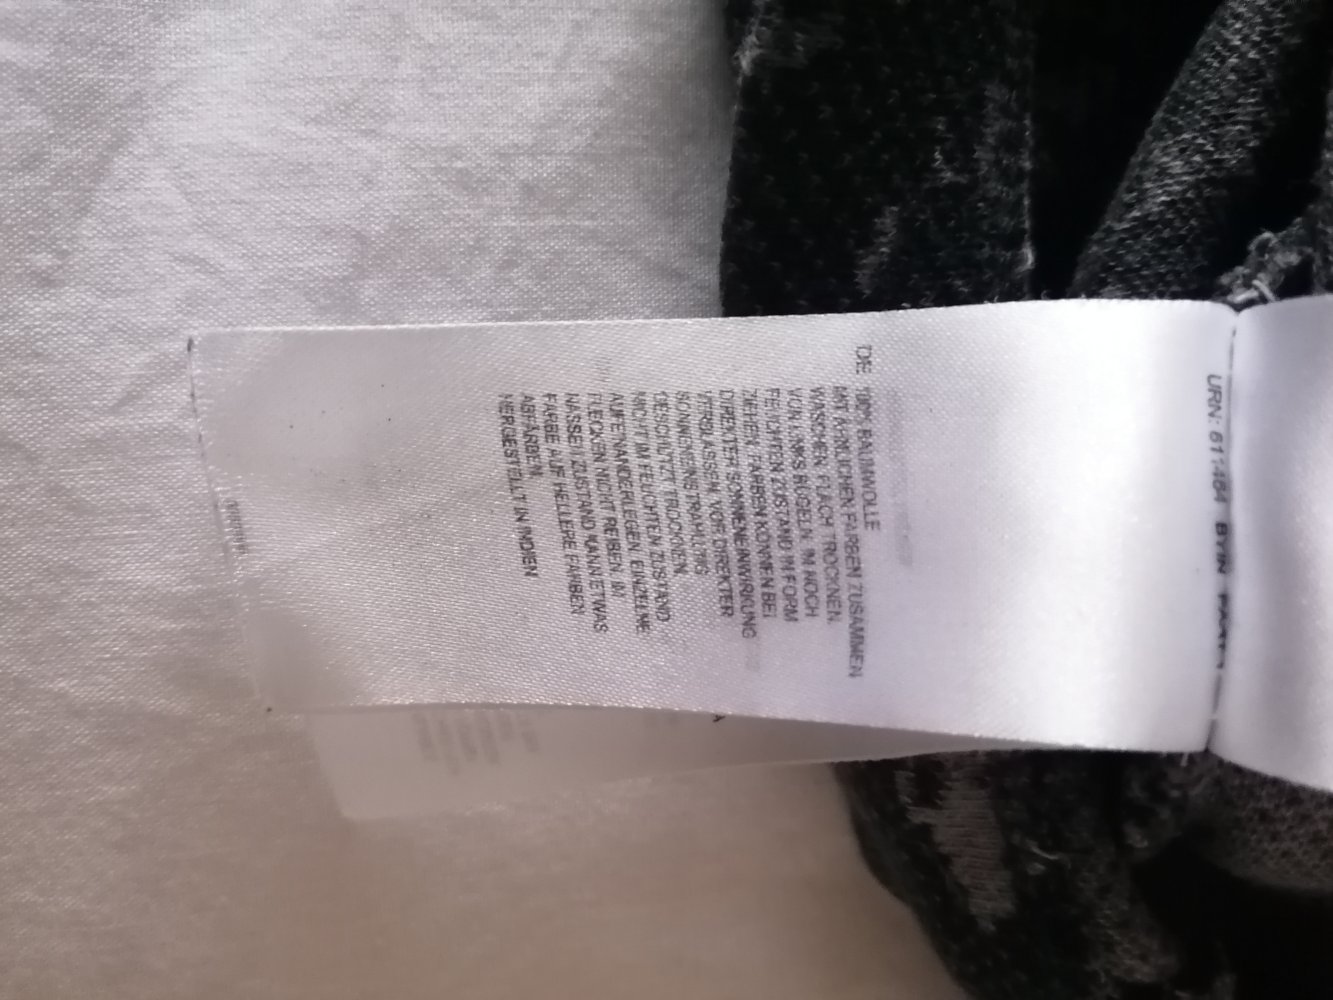 URN: 611484 BYIN
DE 100% BAUMWOLLE
MIT ÄHNLICHEN FARBEN ZUSAMMEN
WASCHEN. FLACH TROCKNEN.
VON LINKS BÜGELN. IM NOCH
FEUCHTEN ZUSTAND IN FORM
ZIEHEN. FARBEN KÖNNEN BEI
DIREKTER SONNENEINWIRKUNG
VERBLASSEN. VOR DIREKTER
SONNENEINSTRAHLUNG
GESCHÜTZT TROCKNEN.
NICHT IM FEUCHTEN ZUSTAND
AUFEINANDERLEGEN. EINZELNE
FLECKEN NICHT REIBEN. IM
NASSEN ZUSTAND KANN ETWAS
FARBE AUF HELLERE FARBEN
ABFÄRBEN.
HERGESTELLT IN INDIEN